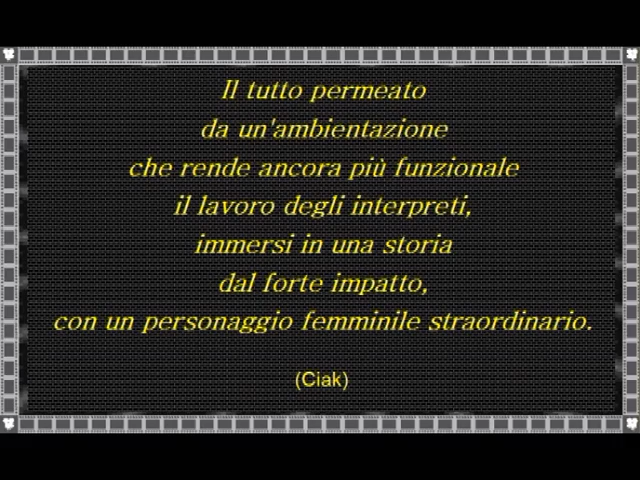 Il tutto permeato
da un'ambientazione
che rende ancora più funzionale
il lavoro degli interpreti,
immersi in una storia
dal forte impatto,
con un personaggio femminile straordinario.
(Ciak)